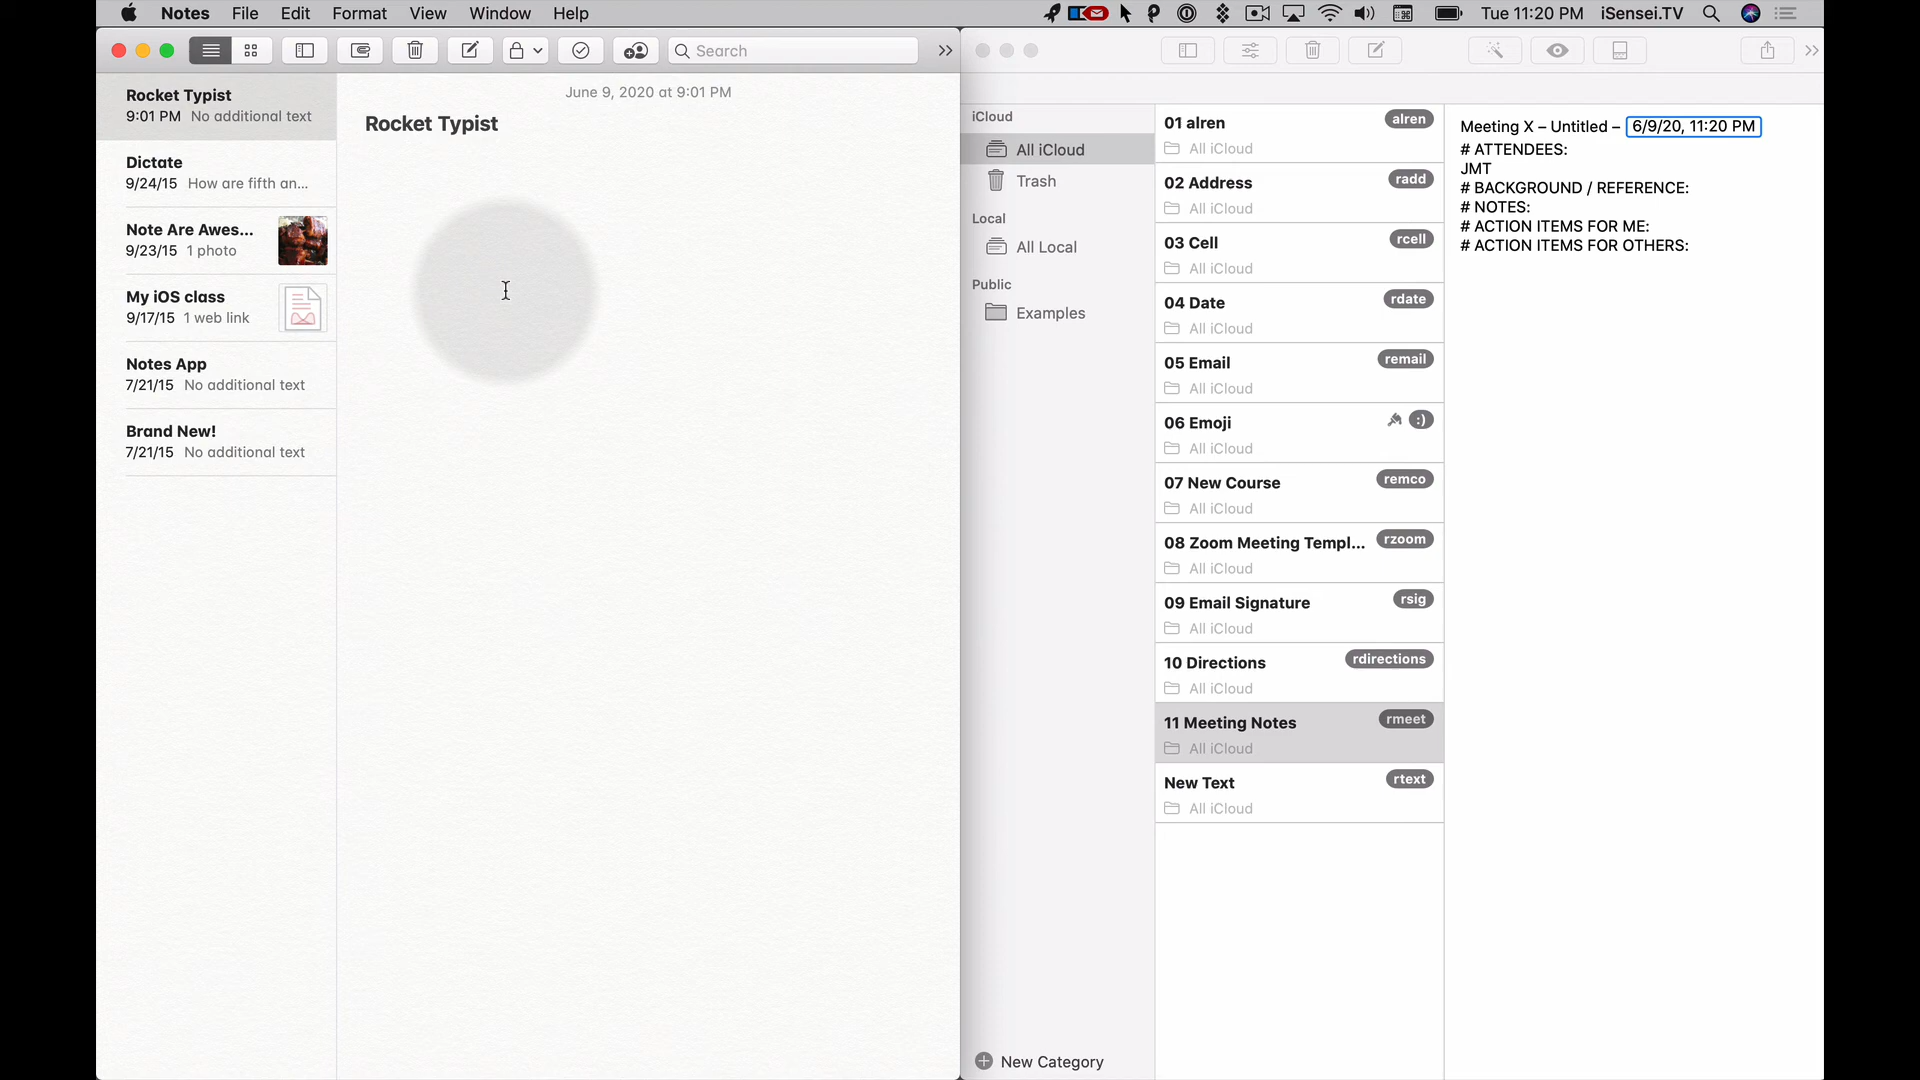 Notes File Edit Format View Window Help
Tue 11:20 PM iSensei.TV
Search
Rocket Typist
9:01 PM No additional text
Dictate
9/24/15 How are fifth an...
Note Are Awes...
9/23/15 1 photo
My iOS class
9/17/15 1 web link
Notes App
7/21/15 No additional text
Brand New!
7/21/15 No additional text
June 9, 2020 at 9:01 PM
Rocket Typist
iCloud
All iCloud
Trash
Local
All Local
Public
Examples
New Category
01 alren alren
All iCloud
02 Address radd
All iCloud
03 Cell rcell
All iCloud
04 Date rdate
All iCloud
05 Email remail
All iCloud
06 Emoji :)
All iCloud
07 New Course remco
All iCloud
08 Zoom Meeting Templ... rzoom
All iCloud
09 Email Signature rsig
All iCloud
10 Directions rdirections
All iCloud
11 Meeting Notes rmeet
All iCloud
New Text rtext
All iCloud
Meeting X – Untitled – 6/9/20, 11:20 PM
# ATTENDEES:
JMT
# BACKGROUND / REFERENCE:
# NOTES:
# ACTION ITEMS FOR ME:
# ACTION ITEMS FOR OTHERS: